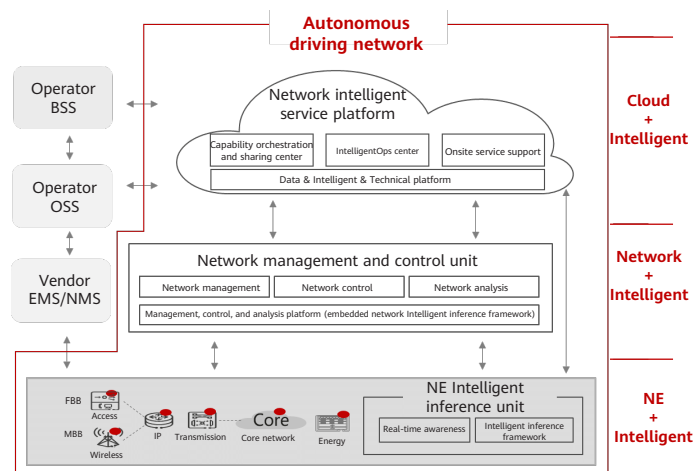 Autonomous
driving network
Operator
BSS
Network intelligent
service platform
Cloud
+
Intelligent
Capability orchestration
and sharing center
IntelligentOps center
Onsite service support
Data & Intelligent & Technical platform
Operator
OSS
Network management and control unit
Network
+
Intelligent
Vendor
EMS/NMS
Network management
Network control
Network analysis
Management, control, and analysis platform (embedded network Intelligent inference framework)
FBB
Access
MBB
Wireless
IP
Transmission
Core
Core network
Energy
NE Intelligent
inference unit
Real-time awareness
Intelligent inference
framework
NE
+
Intelligent